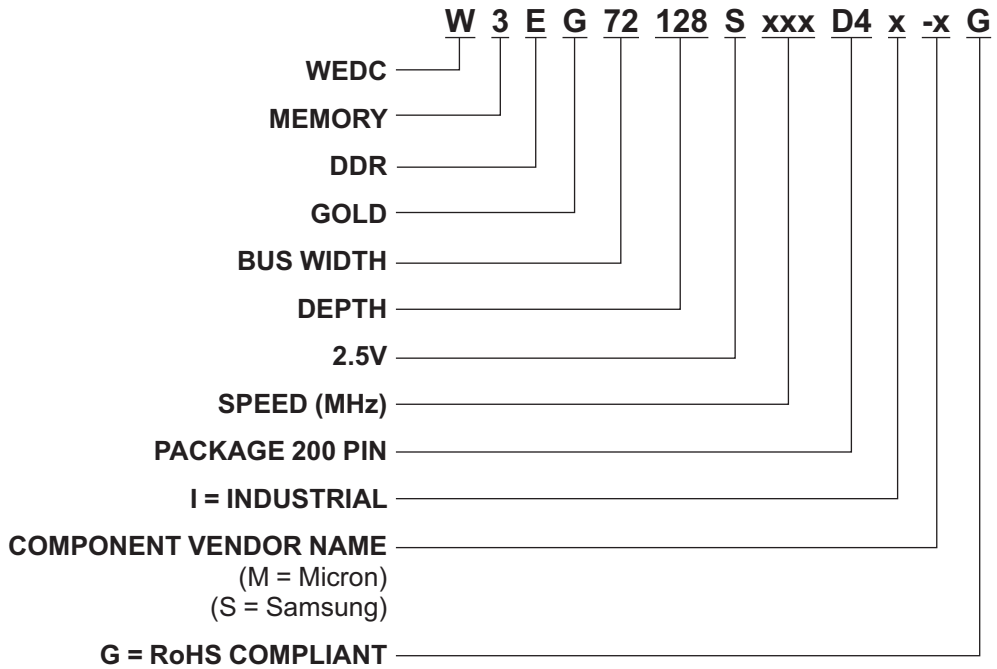 W 3 E G 72 128 S xxx D4 x -x G
WEDC
MEMORY
DDR
GOLD
BUS WIDTH
DEPTH
2.5V
SPEED (MHz)
PACKAGE 200 PIN
I = INDUSTRIAL
COMPONENT VENDOR NAME
(M = Micron)
(S = Samsung)
G = RoHS COMPLIANT